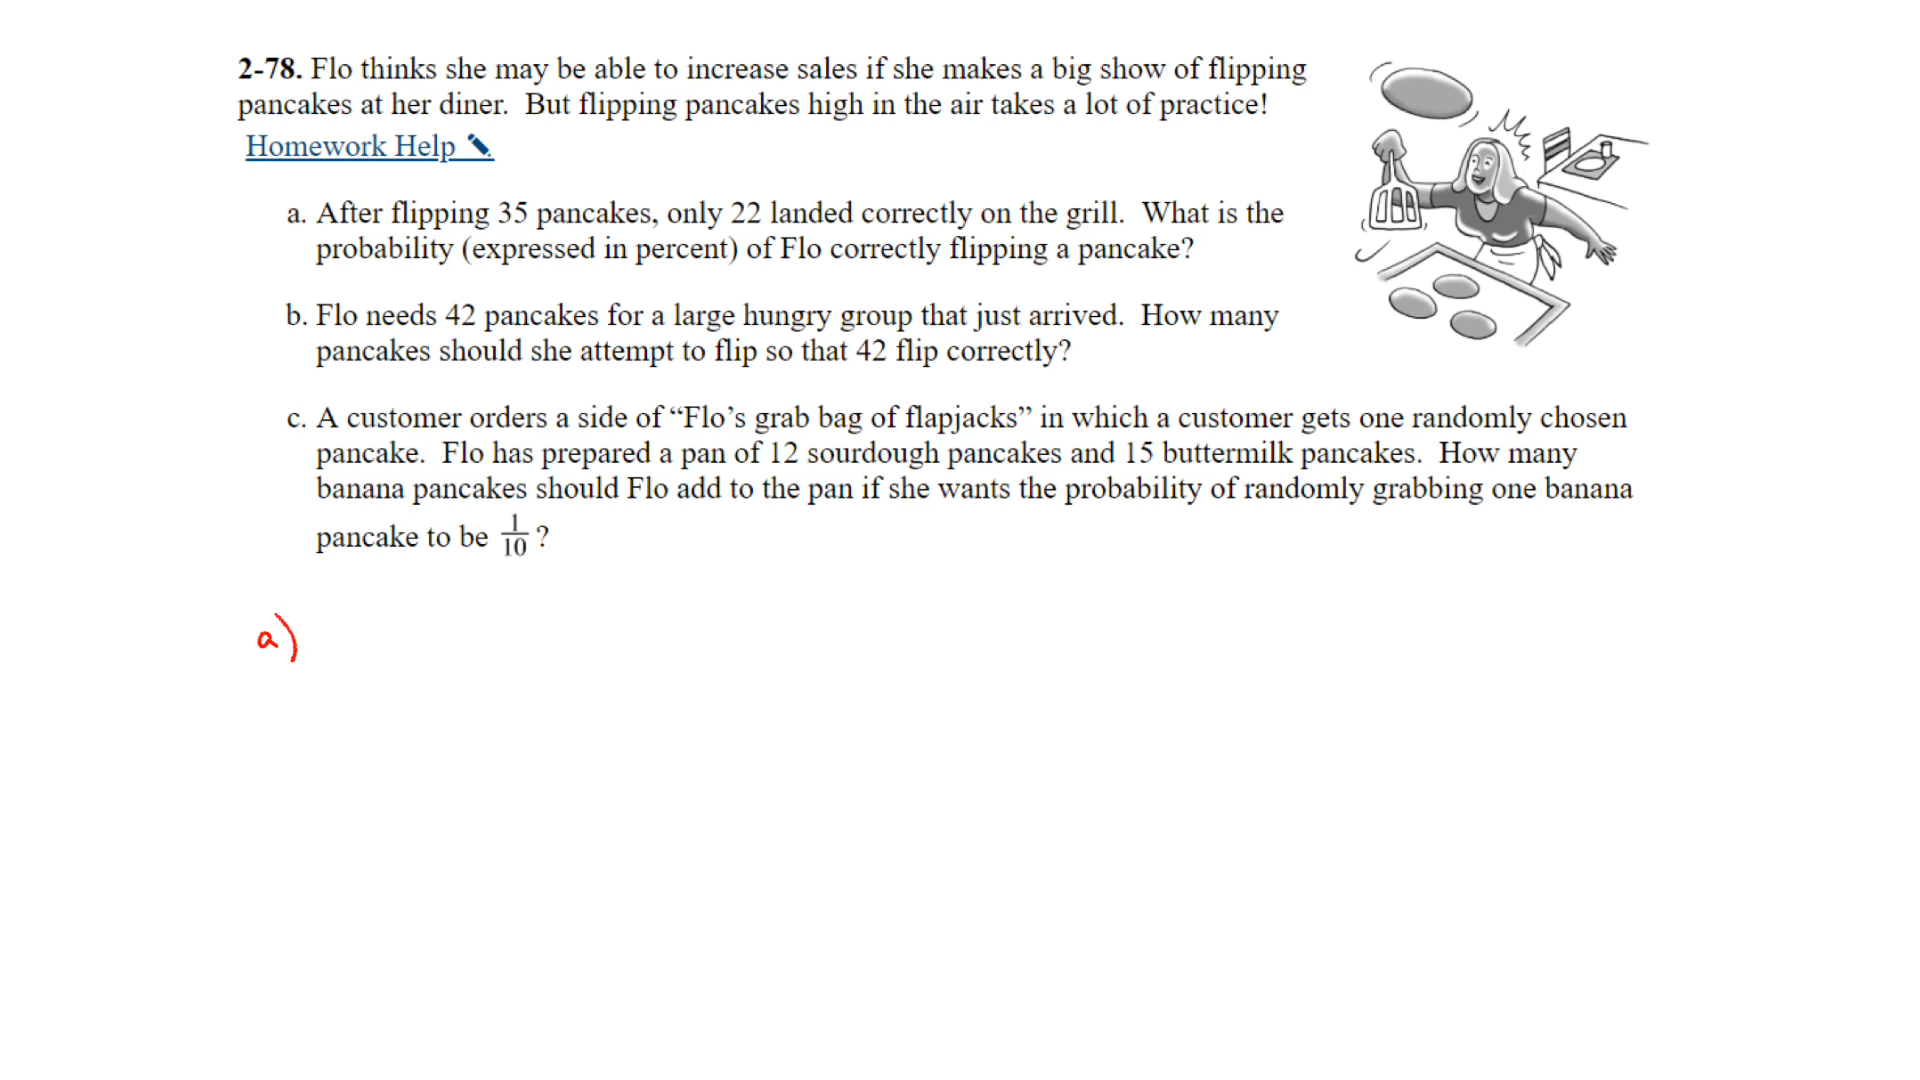 2-78. Flo thinks she may be able to increase sales if she makes a big show of flipping
pancakes at her diner.  But flipping pancakes high in the air takes a lot of practice!
Homework Help
a. After flipping 35 pancakes, only 22 landed correctly on the grill.  What is the
probability (expressed in percent) of Flo correctly flipping a pancake?
b. Flo needs 42 pancakes for a large hungry group that just arrived.  How many
pancakes should she attempt to flip so that 42 flip correctly?
c. A customer orders a side of “Flo’s grab bag of flapjacks” in which a customer gets one randomly chosen
pancake.  Flo has prepared a pan of 12 sourdough pancakes and 15 buttermilk pancakes.  How many
banana pancakes should Flo add to the pan if she wants the probability of randomly grabbing one banana
pancake to be 1/10 ?
a)